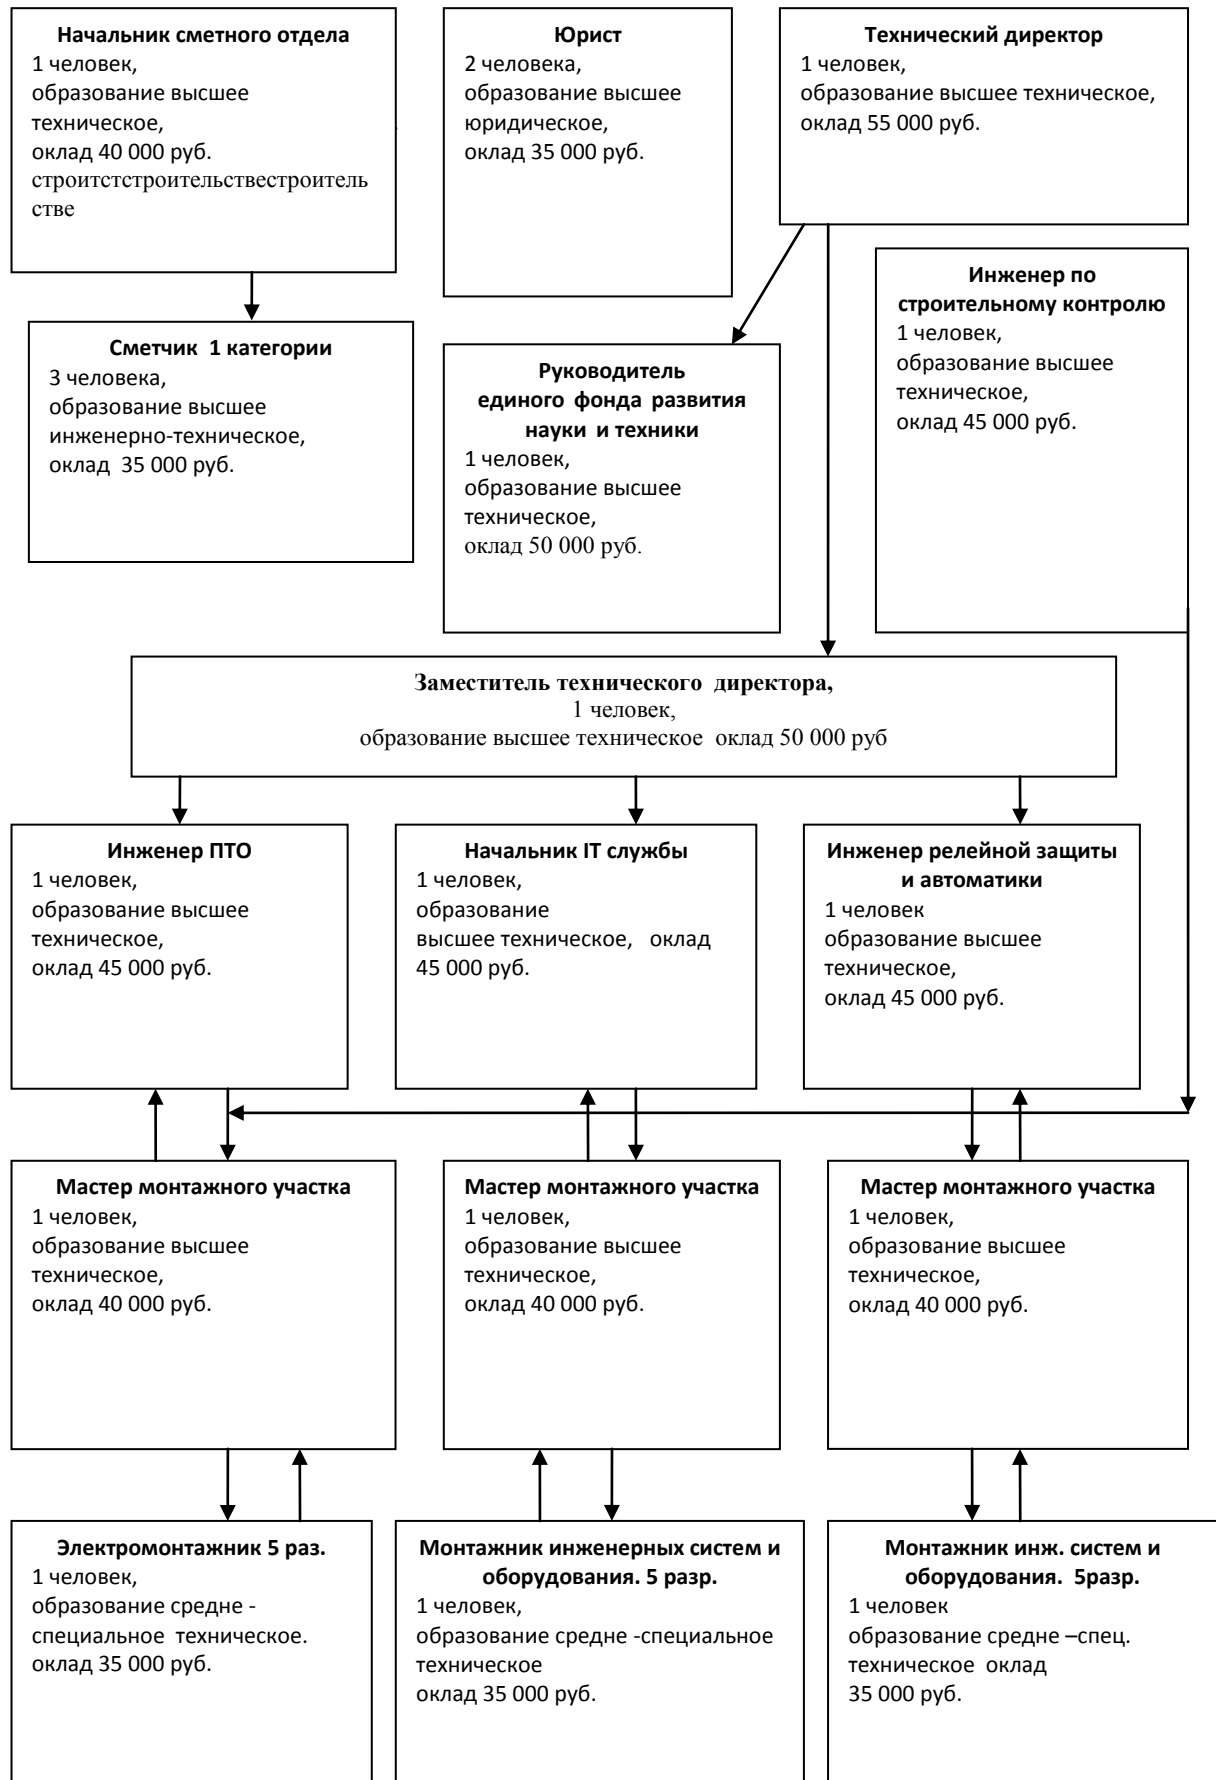 Начальник сметного отдела
1 человек,
образование высшее
техническое,
оклад 40 000 руб.
строитстстроительствестроитель
стве
Юрист
2 человека,
образование высшее
юридическое,
оклад 35 000 руб.
Технический директор
1 человек,
образование высшее техническое,
оклад 55 000 руб.
Инженер по
строительному контролю
1 человек,
образование высшее
техническое,
оклад 45 000 руб.
Сметчик 1 категории
3 человека,
образование высшее
инженерно-техническое,
оклад 35 000 руб.
Руководитель
единого фонда развития
науки и техники
1 человек,
образование высшее
техническое,
оклад 50 000 руб.
Заместитель технического директора,
1 человек,
образование высшее техническое оклад 50 000 руб
Инженер ПТО
1 человек,
образование высшее
техническое,
оклад 45 000 руб.
Начальник IT службы
1 человек,
образование
высшее техническое, оклад
45 000 руб.
Инженер релейной защиты
и автоматики
1 человек
образование высшее
техническое,
оклад 45 000 руб.
Мастер монтажного участка
1 человек,
образование высшее
техническое,
оклад 40 000 руб.
Мастер монтажного участка
1 человек,
образование высшее
техническое,
оклад 40 000 руб.
Мастер монтажного участка
1 человек,
образование высшее
техническое,
оклад 40 000 руб.
Электромонтажник 5 раз.
1 человек,
образование средне -
специальное техническое.
оклад 35 000 руб.
Монтажник инженерных систем и
оборудования. 5 разр.
1 человек,
образование средне -специальное
техническое
оклад 35 000 руб.
Монтажник инж. систем и
оборудования. 5разр.
1 человек
образование средне –спец.
техническое оклад
35 000 руб.